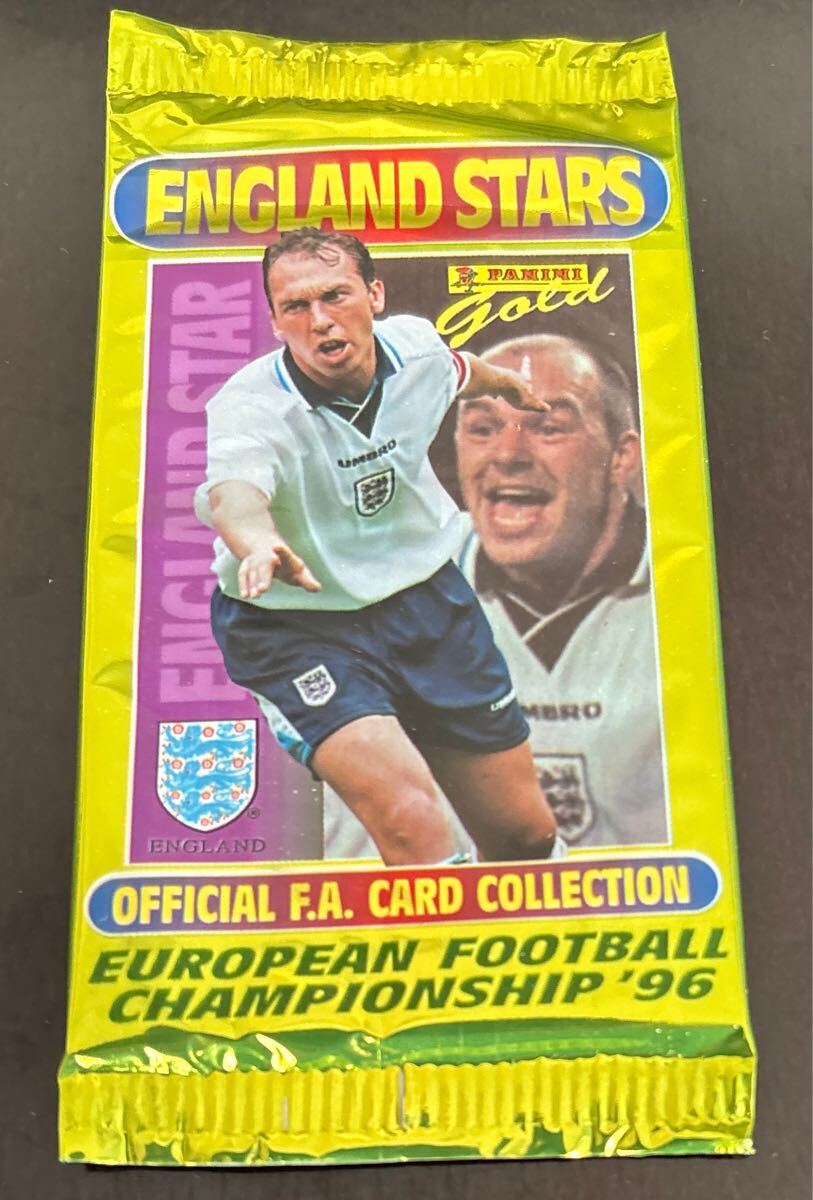 ENGLAND STARS
PANINI
Gold
ENGLAND STAR
UMBRO
UMBRO
ENGLAND
®
OFFICIAL F.A. CARD COLLECTION
EUROPEAN FOOTBALL
CHAMPIONSHIP '96